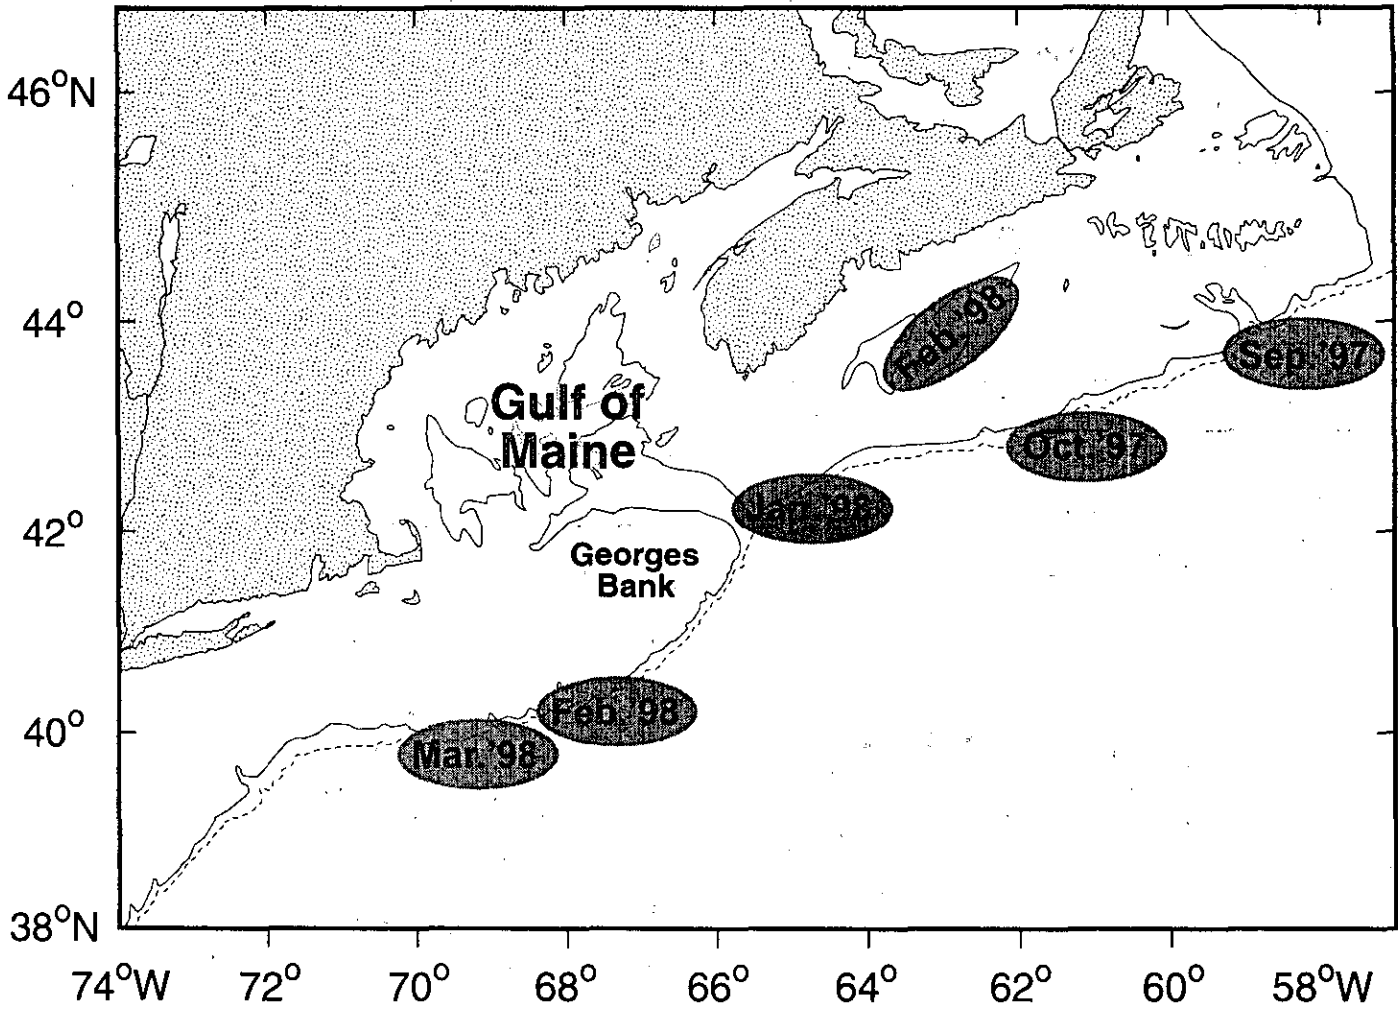 46°N
44°
42°
40°
38°N
74°W
72°
70°
68°
66°
64°
62°
60°
58°W
Gulf of
Maine
Georges
Bank
Feb. '98
Sep. '97
Oct. '97
Jan. '98
Feb. '98
Mar. '98